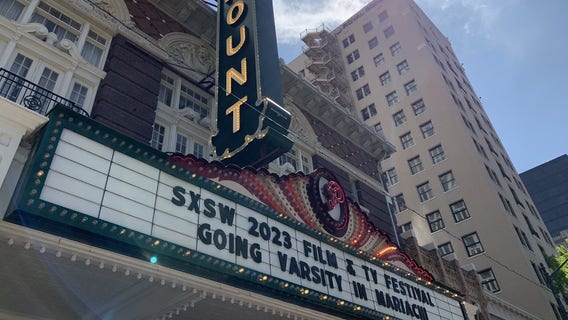 OUNT
SXSW 2023 FILM & TV FESTIVAL
GOING VARSITY IN MARIACHI